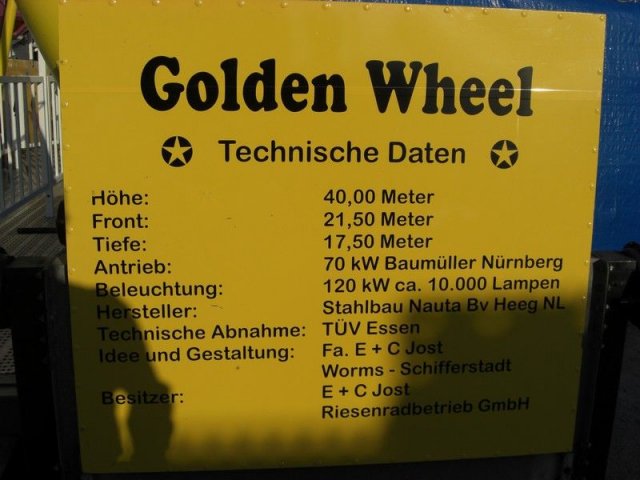 Golden Wheel
Technische Daten
Höhe: 40,00 Meter
Front: 21,50 Meter
Tiefe: 17,50 Meter
Antrieb: 70 kW Baumüller Nürnberg
Beleuchtung: 120 kW ca. 10.000 Lampen
Hersteller: Stahlbau Nauta Bv Heeg NL
Technische Abnahme: TÜV Essen
Idee und Gestaltung: Fa. E + C Jost
Worms - Schifferstadt
Besitzer: E + C Jost
Riesenradbetrieb GmbH